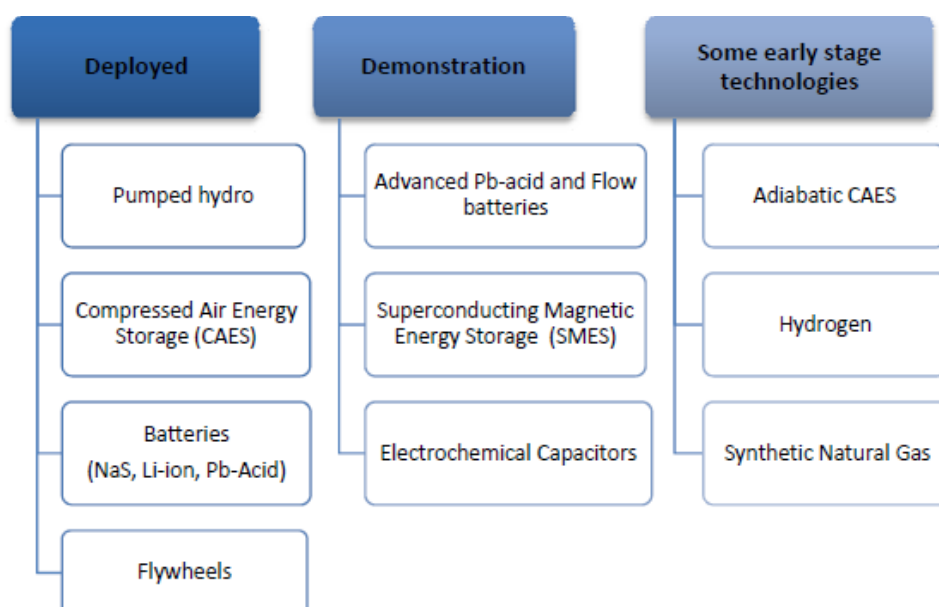 Deployed
Pumped hydro
Compressed Air Energy
Storage (CAES)
Batteries
(NaS, Li-ion, Pb-Acid)
Flywheels
Demonstration
Advanced Pb-acid and Flow
batteries
Superconducting Magnetic
Energy Storage (SMES)
Electrochemical Capacitors
Some early stage
technologies
Adiabatic CAES
Hydrogen
Synthetic Natural Gas